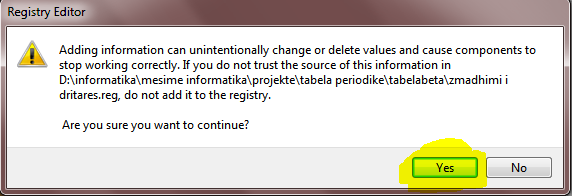 Registry Editor
Adding information can unintentionally change or delete values and cause components to
stop working correctly. If you do not trust the source of this information in
D:\informatika\mesime informatika\projekte\tabela periodike\tabelabeta\zmadhimi i
dritares.reg, do not add it to the registry.
Are you sure you want to continue?
Yes No